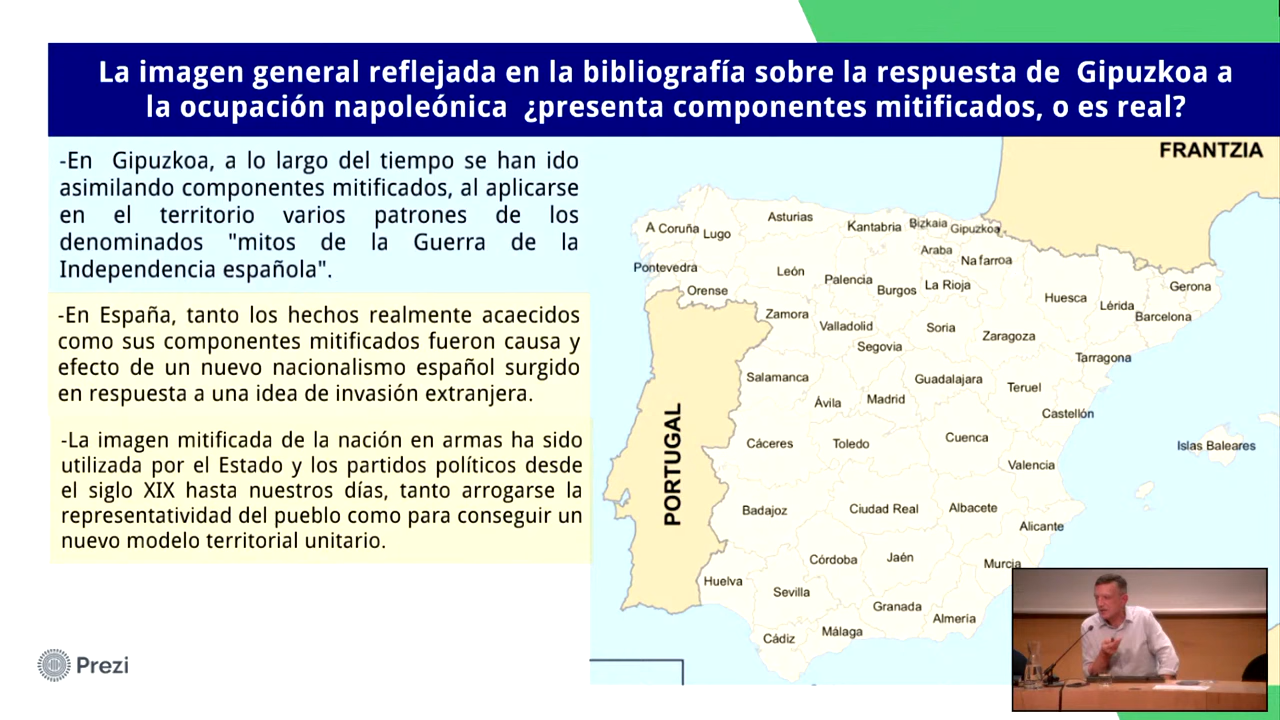 La imagen general reflejada en la bibliografía sobre la respuesta de Gipuzkoa a
la ocupación napoleónica ¿presenta componentes mitificados, o es real?
-En Gipuzkoa, a lo largo del tiempo se han ido
asimilando componentes mitificados, al aplicarse
en el territorio varios patrones de los
denominados "mitos de la Guerra de la
Independencia española".
-En España, tanto los hechos realmente acaecidos
como sus componentes mitificados fueron causa y
efecto de un nuevo nacionalismo español surgido
en respuesta a una idea de invasión extranjera.
-La imagen mitificada de la nación en armas ha sido
utilizada por el Estado y los partidos políticos desde
el siglo XIX hasta nuestros días, tanto arrogarse la
representatividad del pueblo como para conseguir un
nuevo modelo territorial unitario.
Prezi
FRANTZIA
A Coruña
Lugo
Asturias
Kantabria
Bizkaia
Gipuzkoa
Araba
Nafarroa
Pontevedra
Orense
León
Palencia
Burgos
La Rioja
Huesca
Lérida
Gerona
Barcelona
Zamora
Valladolid
Segovia
Soria
Zaragoza
Tarragona
Salamanca
Ávila
Madrid
Guadalajara
Teruel
Castellón
PORTUGAL
Cáceres
Toledo
Cuenca
Valencia
Islas Baleares
Badajoz
Ciudad Real
Albacete
Alicante
Córdoba
Jaén
Murcia
Huelva
Sevilla
Granada
Almería
Cádiz
Málaga